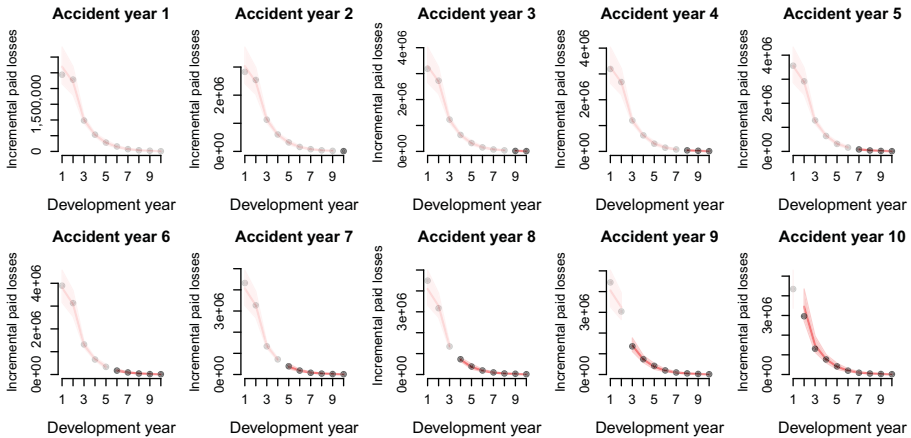 Accident year 1
Incremental paid losses
0
1,500,000
1 3 5 7 9
Development year
Accident year 2
Incremental paid losses
0e+00
2e+06
1 3 5 7 9
Development year
Accident year 3
Incremental paid losses
0e+00
2e+06
4e+06
1 3 5 7 9
Development year
Accident year 4
Incremental paid losses
0e+00
2e+06
4e+06
1 3 5 7 9
Development year
Accident year 5
Incremental paid losses
0e+00
2e+06
4e+06
1 3 5 7 9
Development year
Accident year 6
Incremental paid losses
0e+00
2e+06
4e+06
1 3 5 7 9
Development year
Accident year 7
Incremental paid losses
0e+00
3e+06
1 3 5 7 9
Development year
Accident year 8
Incremental paid losses
0e+00
3e+06
1 3 5 7 9
Development year
Accident year 9
Incremental paid losses
0e+00
3e+06
1 3 5 7 9
Development year
Accident year 10
Incremental paid losses
0e+00
3e+06
1 3 5 7 9
Development year